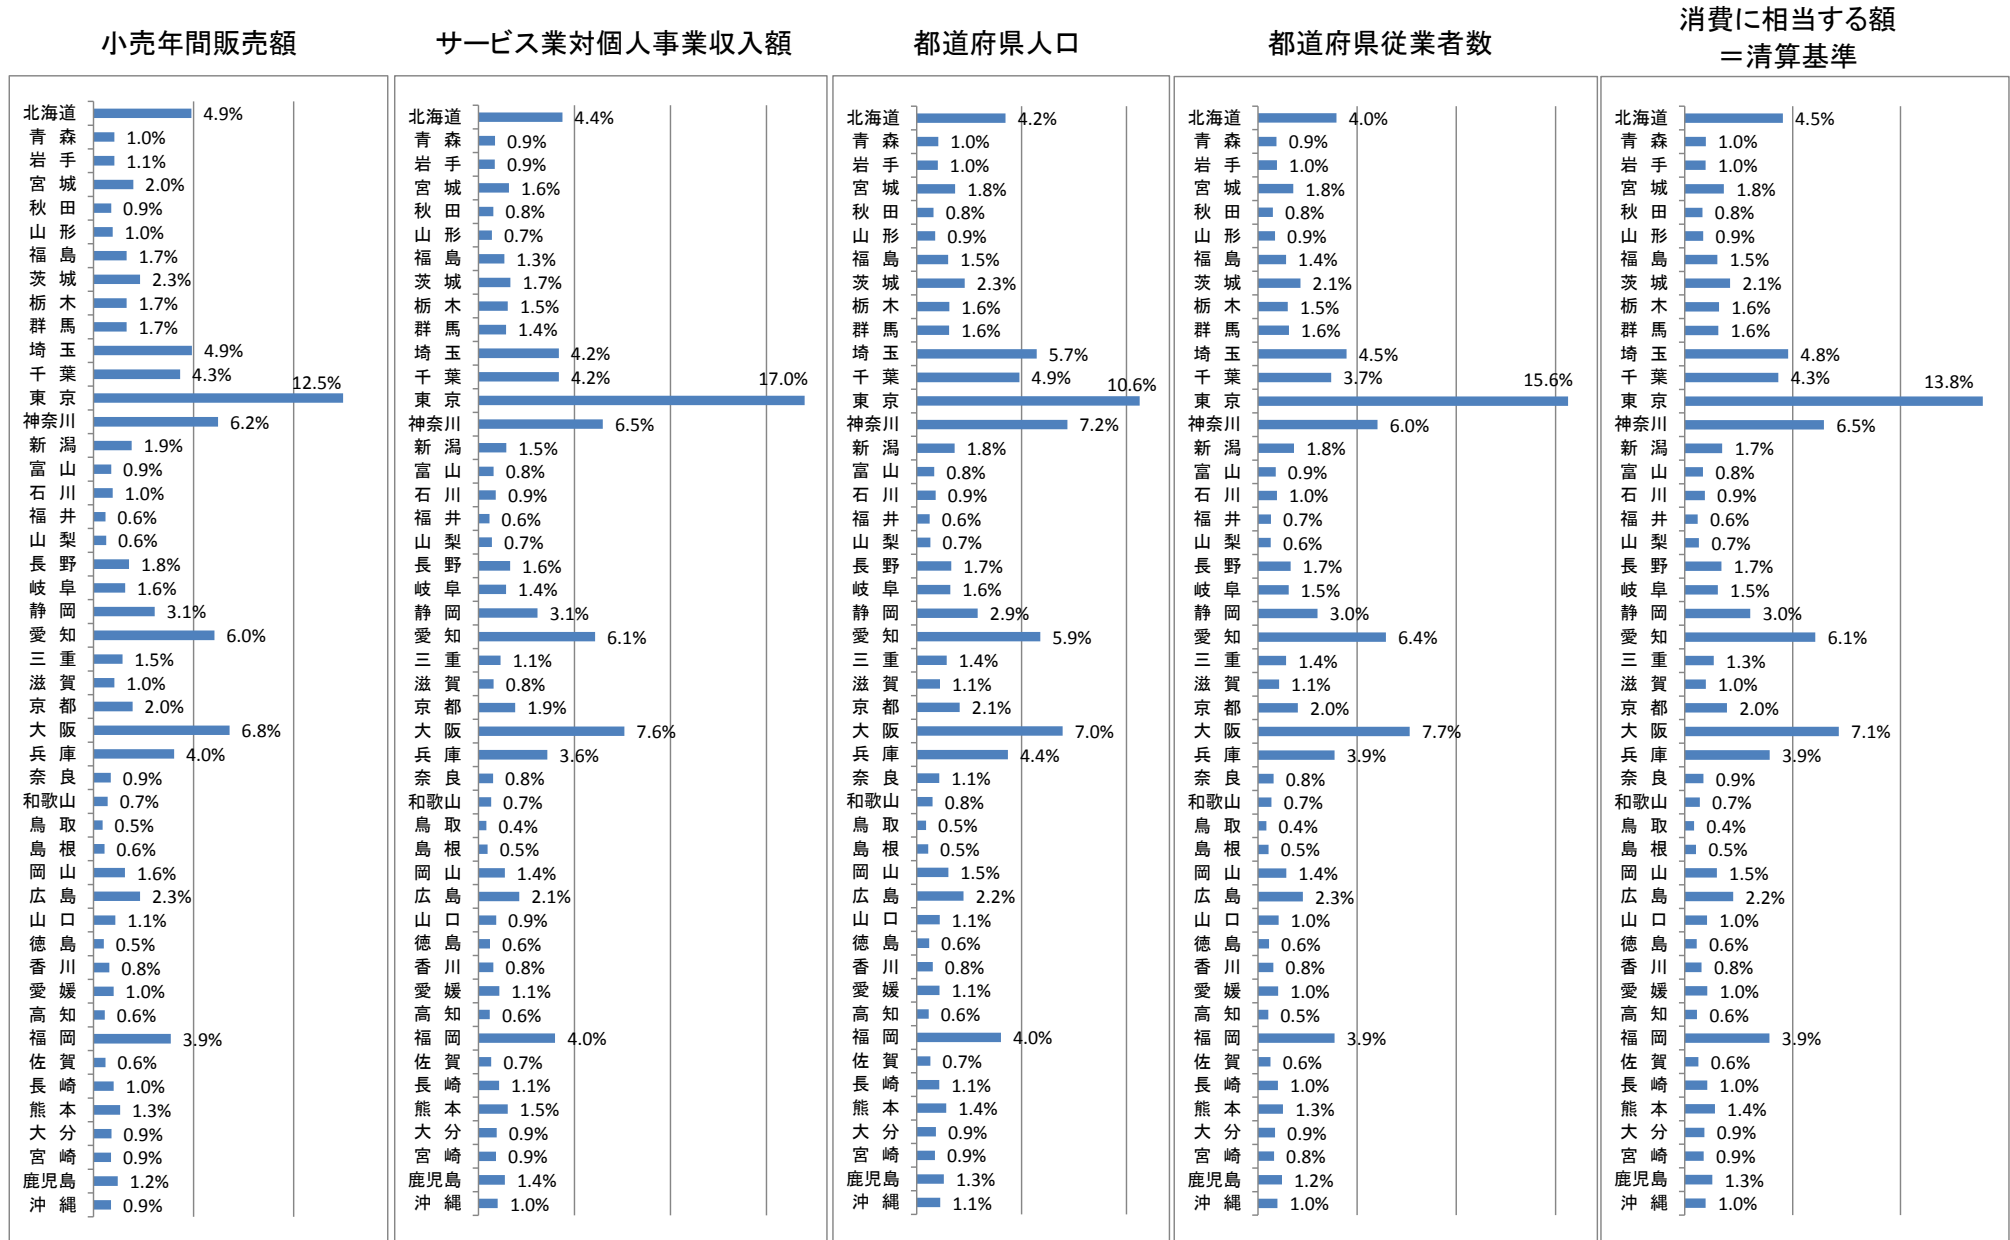 小売年間販売額
北海道 4.9%
青森 1.0%
岩手 1.1%
宮城 2.0%
秋田 0.9%
山形 1.0%
福島 1.7%
茨城 2.3%
栃木 1.7%
群馬 1.7%
埼玉 4.9%
千葉 4.3%
東京 12.5%
神奈川 6.2%
新潟 1.9%
富山 0.9%
石川 1.0%
福井 0.6%
山梨 0.6%
長野 1.8%
岐阜 1.6%
静岡 3.1%
愛知 6.0%
三重 1.5%
滋賀 1.0%
京都 2.0%
大阪 6.8%
兵庫 4.0%
奈良 0.9%
和歌山 0.7%
鳥取 0.5%
島根 0.6%
岡山 1.6%
広島 2.3%
山口 1.1%
徳島 0.5%
香川 0.8%
愛媛 1.0%
高知 0.6%
福岡 3.9%
佐賀 0.6%
長崎 1.0%
熊本 1.3%
大分 0.9%
宮崎 0.9%
鹿児島 1.2%
沖縄 0.9%
サービス業対個人事業収入額
北海道 4.4%
青森 0.9%
岩手 0.9%
宮城 1.6%
秋田 0.8%
山形 0.7%
福島 1.3%
茨城 1.7%
栃木 1.5%
群馬 1.4%
埼玉 4.2%
千葉 4.2%
東京 17.0%
神奈川 6.5%
新潟 1.5%
富山 0.8%
石川 0.9%
福井 0.6%
山梨 0.7%
長野 1.6%
岐阜 1.4%
静岡 3.1%
愛知 6.1%
三重 1.1%
滋賀 0.8%
京都 1.9%
大阪 7.6%
兵庫 3.6%
奈良 0.8%
和歌山 0.7%
鳥取 0.4%
島根 0.5%
岡山 1.4%
広島 2.1%
山口 0.9%
徳島 0.6%
香川 0.8%
愛媛 1.1%
高知 0.6%
福岡 4.0%
佐賀 0.7%
長崎 1.1%
熊本 1.5%
大分 0.9%
宮崎 0.9%
鹿児島 1.4%
沖縄 1.0%
都道府県人口
北海道 4.2%
青森 1.0%
岩手 1.0%
宮城 1.8%
秋田 0.8%
山形 0.9%
福島 1.5%
茨城 2.3%
栃木 1.6%
群馬 1.6%
埼玉 5.7%
千葉 4.9%
東京 10.6%
神奈川 7.2%
新潟 1.8%
富山 0.8%
石川 0.9%
福井 0.6%
山梨 0.7%
長野 1.7%
岐阜 1.6%
静岡 2.9%
愛知 5.9%
三重 1.4%
滋賀 1.1%
京都 2.1%
大阪 7.0%
兵庫 4.4%
奈良 1.1%
和歌山 0.8%
鳥取 0.5%
島根 0.5%
岡山 1.5%
広島 2.2%
山口 1.1%
徳島 0.6%
香川 0.8%
愛媛 1.1%
高知 0.6%
福岡 4.0%
佐賀 0.7%
長崎 1.1%
熊本 1.4%
大分 0.9%
宮崎 0.9%
鹿児島 1.3%
沖縄 1.1%
都道府県従業者数
北海道 4.0%
青森 0.9%
岩手 1.0%
宮城 1.8%
秋田 0.8%
山形 0.9%
福島 1.4%
茨城 2.1%
栃木 1.5%
群馬 1.6%
埼玉 4.5%
千葉 3.7%
東京 15.6%
神奈川 6.0%
新潟 1.8%
富山 0.9%
石川 1.0%
福井 0.7%
山梨 0.6%
長野 1.7%
岐阜 1.5%
静岡 3.0%
愛知 6.4%
三重 1.4%
滋賀 1.1%
京都 2.0%
大阪 7.7%
兵庫 3.9%
奈良 0.8%
和歌山 0.7%
鳥取 0.4%
島根 0.5%
岡山 1.4%
広島 2.3%
山口 1.0%
徳島 0.6%
香川 0.8%
愛媛 1.0%
高知 0.5%
福岡 3.9%
佐賀 0.6%
長崎 1.0%
熊本 1.3%
大分 0.9%
宮崎 0.8%
鹿児島 1.2%
沖縄 1.0%
消費に相当する額
＝清算基準
北海道 4.5%
青森 1.0%
岩手 1.0%
宮城 1.8%
秋田 0.8%
山形 0.9%
福島 1.5%
茨城 2.1%
栃木 1.6%
群馬 1.6%
埼玉 4.8%
千葉 4.3%
東京 13.8%
神奈川 6.5%
新潟 1.7%
富山 0.8%
石川 0.9%
福井 0.6%
山梨 0.7%
長野 1.7%
岐阜 1.5%
静岡 3.0%
愛知 6.1%
三重 1.3%
滋賀 1.0%
京都 2.0%
大阪 7.1%
兵庫 3.9%
奈良 0.9%
和歌山 0.7%
鳥取 0.4%
島根 0.5%
岡山 1.5%
広島 2.2%
山口 1.0%
徳島 0.6%
香川 0.8%
愛媛 1.0%
高知 0.6%
福岡 3.9%
佐賀 0.6%
長崎 1.0%
熊本 1.4%
大分 0.9%
宮崎 0.9%
鹿児島 1.3%
沖縄 1.0%